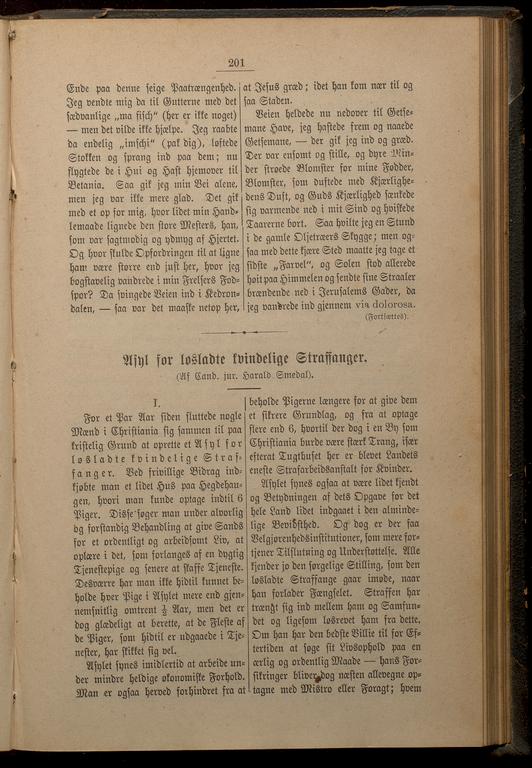 201
Ende paa denne feige Paatrængenhed.
Jeg vendte mig da til Gutterne med det
sædvanlige „ma fisch“ (her er ikke noget)
— men det vilde ikke hjælpe. Jeg raabte
da endelig „imschi“ (pak dig), løftede
Stokken og sprang ind paa dem; nu
flygtede de i Hui og Hast hjemover til
Betania. Saa gik jeg min Vei alene,
men jeg var ikke mere glad. Det gik
med et op for mig, hvor lidet min Hand-
lemaade lignede den store Mesters, han,
som var sagtmodig og ydmyg af Hjertet.
Og hvor skulde Opfordringen til at ligne
ham være større end just her, hvor jeg
bogstavelig vandrede i min Frelsers Fod-
spor? Da svingede Veien ind i Kedron-
dalen, — saa var det maaske netop her,
at Jesus græd; idet han kom nær til og
saa Staden.
Veien heldede nu nedover til Getse-
mane Have, jeg hastede frem og naaede
Getsemane, — der gik jeg ind og græd.
Der var ensomt og stille, og dyre Min-
der strøede Blomster for mine Fødder,
Blomster, som duftede med Kjærlighe-
dens Duft, og Guds Kjærlighed sænkede
sig varmende ned i mit Sind og hviskede
Taarerne bort. Saa hvilte jeg en Stund
i de gamle Oljetrærs Skygge; men og-
saa med dette kjære Sted maatte jeg tage et
sidste „Farvel“, og Solen stod allerede
høit paa Himmelen og sendte sine Straaler
brændende ned i Jerusalems Gader, da
jeg vandrede ind gjennem via dolorosa.
(Fortsættes).
Asyl for løsladte kvindelige Straffanger.
(Af Cand. jur. Harald Smedal).
I.
For et Par Aar siden sluttede nogle
Mænd i Christiania sig sammen til paa
kristelig Grund at oprette et Asyl for
løsladte kvindelige Straf-
fanger. Ved frivillige Bidrag ind-
kjøbte man et lidet Hus paa Hegdehau-
gen, hvori man kunde optage indtil 6
Piger. Disse søger man under alvorlig
og forstandig Behandling at give Sands
for et ordentligt og arbeidsomt Liv, at
oplære i det, som forlanges af en dygtig
Tjenestepige og senere at skaffe Tjeneste.
Desværre har man ikke hidtil kunnet be-
holde hver Pige i Asylet mere end gjen-
nemsnitlig omtrent ½ Aar, men det er
dog glædeligt at berette, at de Fleste af
de Piger, som hidtil er udgaaede i Tje-
nester, har skikket sig vel.
Asylet synes imidlertid at arbeide un-
der mindre heldige økonomiske Forhold.
Man er ogsaa herved forhindret fra at
beholde Pigerne længere for at give dem
et sikrere Grundlag, og fra at optage
flere end 6, hvortil der dog i en By som
Christiania burde være stærk Trang, især
efterat Tugthuset her er blevet Landets
eneste Strafarbeidsanstalt for Kvinder.
Asylet synes ogsaa at være lidet kjendt
og Betydningen af dets Opgave for det
hele Land lidet indgaaet i den alminde-
lige Bevidsthed. Og dog er der faa
Velgjørenhedsinstitutioner, som mere for-
tjener Tilslutning og Understøttelse. Alle
kjender jo den sørgelige Stilling, som den
løsladte Straffange gaar imøde, naar
han forlader Fængselet. Straffen har
trængt sig ind mellem ham og Samfun-
det og ligesom løsrevet ham fra dette.
Om han har den bedste Villie til for Ef-
tertiden at søge sit Livsophold paa en
ærlig og ordentlig Maade — hans For-
sikringer bliver dog næsten allevegne op-
tagne med Mistro eller Foragt; hvem